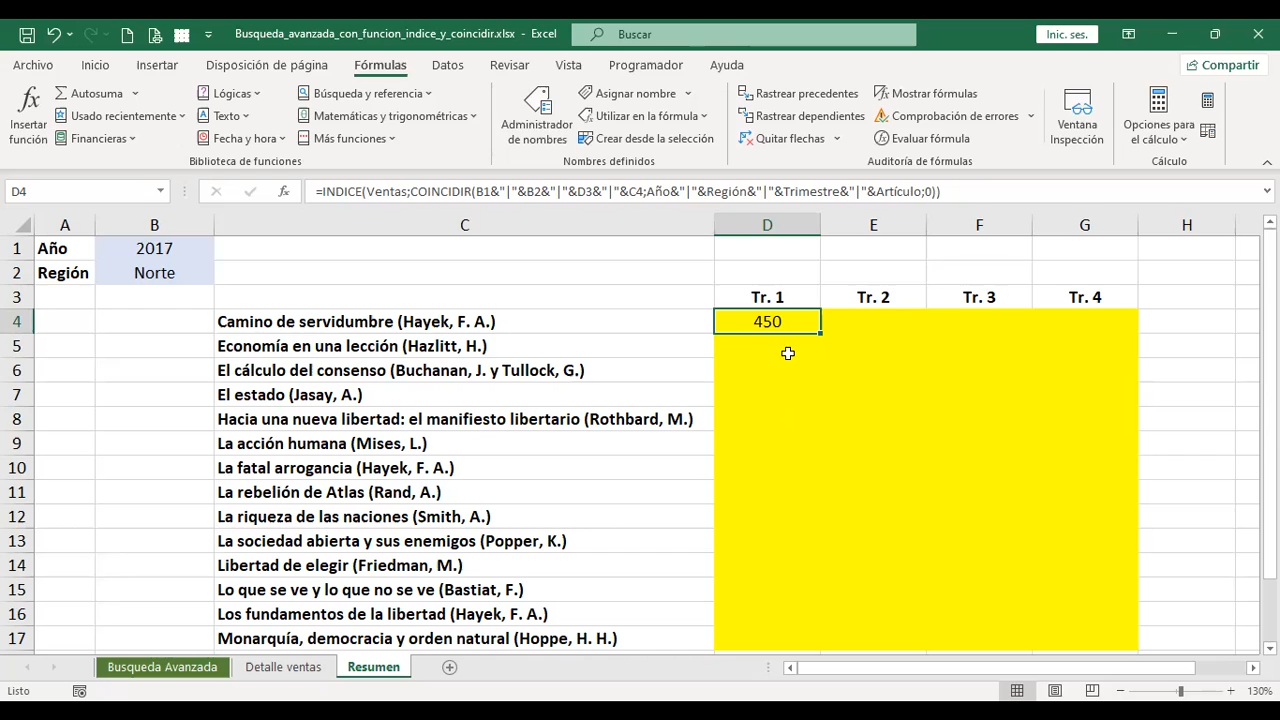 Busqueda_avanzada_con_funcion_indice_y_coincidir.xlsx - Excel
Buscar
Inic. ses.
Archivo Inicio Insertar Disposición de página Fórmulas Datos Revisar Vista Programador Ayuda
Compartir
fx
Insertar función
Autosuma
Usado recientemente
Financieras
Lógicas
Texto
Fecha y hora
Búsqueda y referencia
Matemáticas y trigonométricas
Más funciones
Biblioteca de funciones
Administrador de nombres
Asignar nombre
Utilizar en la fórmula
Crear desde la selección
Nombres definidos
Rastrear precedentes
Rastrear dependientes
Quitar flechas
Mostrar fórmulas
Comprobación de errores
Evaluar fórmula
Auditoría de fórmulas
Ventana Inspección
Opciones para el cálculo
Cálculo
D4
fx
=INDICE(Ventas;COINCIDIR(B1&"|"&B2&"|"&D3&"|"&C4;Año&"|"&Región&"|"&Trimestre&"|"&Artículo;0))
A B C D E F G H
1 Año 2017
2 Región Norte
3 Tr. 1 Tr. 2 Tr. 3 Tr. 4
4 Camino de servidumbre (Hayek, F. A.) 450
5 Economía en una lección (Hazlitt, H.)
6 El cálculo del consenso (Buchanan, J. y Tullock, G.)
7 El estado (Jasay, A.)
8 Hacia una nueva libertad: el manifiesto libertario (Rothbard, M.)
9 La acción humana (Mises, L.)
10 La fatal arrogancia (Hayek, F. A.)
11 La rebelión de Atlas (Rand, A.)
12 La riqueza de las naciones (Smith, A.)
13 La sociedad abierta y sus enemigos (Popper, K.)
14 Libertad de elegir (Friedman, M.)
15 Lo que se ve y lo que no se ve (Bastiat, F.)
16 Los fundamentos de la libertad (Hayek, F. A.)
17 Monarquía, democracia y orden natural (Hoppe, H. H.)
Busqueda Avanzada Detalle ventas Resumen
Listo
130%